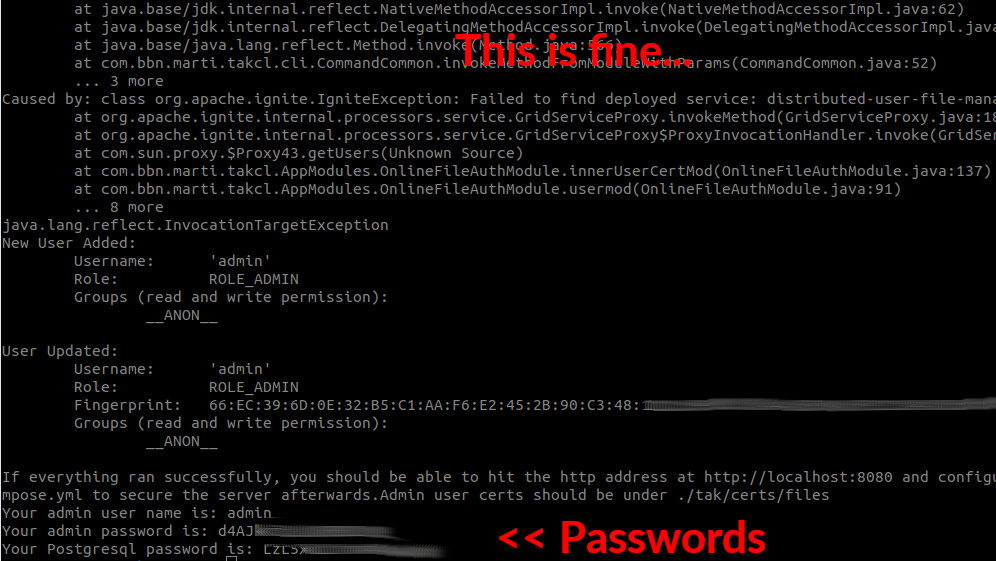 at java.base/jdk.internal.reflect.NativeMethodAccessorImpl.invoke(NativeMethodAccessorImpl.java:62)
at java.base/jdk.internal.reflect.DelegatingMethodAccessorImpl.invoke(DelegatingMethodAccessorImpl.java
at java.base/java.lang.reflect.Method.invoke(Method.java:566)
This is fine...
at com.bbn.marti.takcl.cli.CommandCommon.invokeMethodFromModuleWithParams(CommandCommon.java:52)
... 3 more
Caused by: class org.apache.ignite.IgniteException: Failed to find deployed service: distributed-user-file-mana
at org.apache.ignite.internal.processors.service.GridServiceProxy.invokeMethod(GridServiceProxy.java:18
at org.apache.ignite.internal.processors.service.GridServiceProxy$ProxyInvocationHandler.invoke(GridSer
at com.sun.proxy.$Proxy43.getUsers(Unknown Source)
at com.bbn.marti.takcl.AppModules.OnlineFileAuthModule.innerUserCertMod(OnlineFileAuthModule.java:137)
at com.bbn.marti.takcl.AppModules.OnlineFileAuthModule.usermod(OnlineFileAuthModule.java:91)
... 8 more
java.lang.reflect.InvocationTargetException
New User Added:
Username: 'admin'
Role: ROLE_ADMIN
Groups (read and write permission):
__ANON__
User Updated:
Username: 'admin'
Role: ROLE_ADMIN
Fingerprint: 66:EC:39:6D:0E:32:B5:C1:AA:F6:E2:45:2B:90:C3:48:
Groups (read and write permission):
__ANON__
If everything ran successfully, you should be able to hit the http address at http://localhost:8080 and configu
mpose.yml to secure the server afterwards.Admin user certs should be under ./tak/certs/files
Your admin user name is: admin
Your admin password is: d4AJ
<< Passwords
Your Postgresql password is: